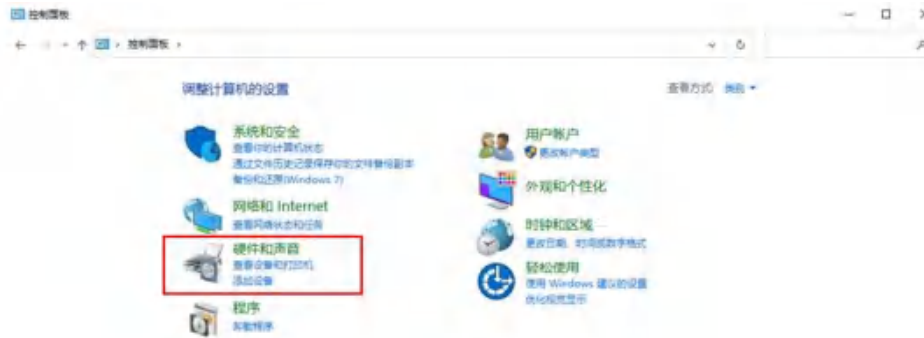 控制面板
控制面板
调整计算机的设置
查看方式: 类别
系统和安全
查看你的计算机状态
通过文件历史记录保存你的文件备份副本
备份和还原(Windows 7)
网络和 Internet
查看网络状态和任务
硬件和声音
查看设备和打印机
添加设备
程序
卸载程序
用户帐户
更改帐户类型
外观和个性化
时钟和区域
更改日期、时间或数字格式
轻松使用
使用 Windows 建议的设置
优化视觉显示